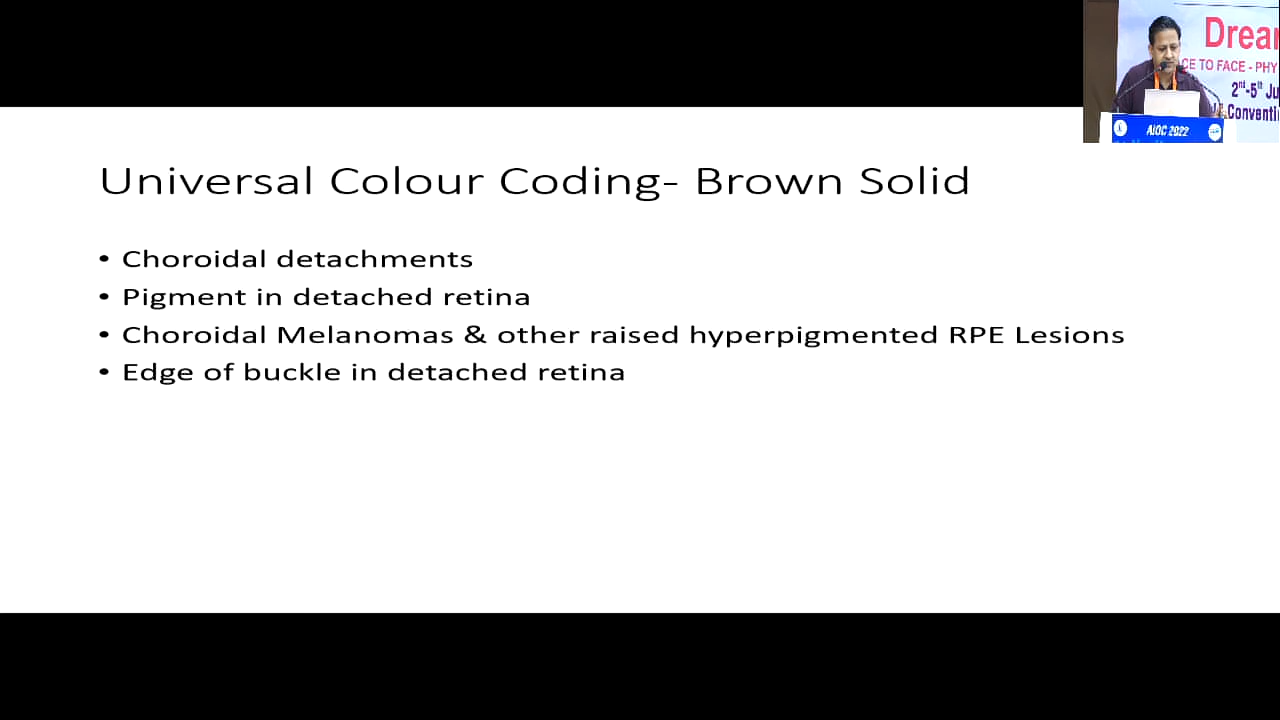 Drea
CE TO FACE - PHY
2nd-5th Ju
Conventi
AIOC 2022
Universal Colour Coding- Brown Solid
• Choroidal detachments
• Pigment in detached retina
• Choroidal Melanomas & other raised hyperpigmented RPE Lesions
• Edge of buckle in detached retina